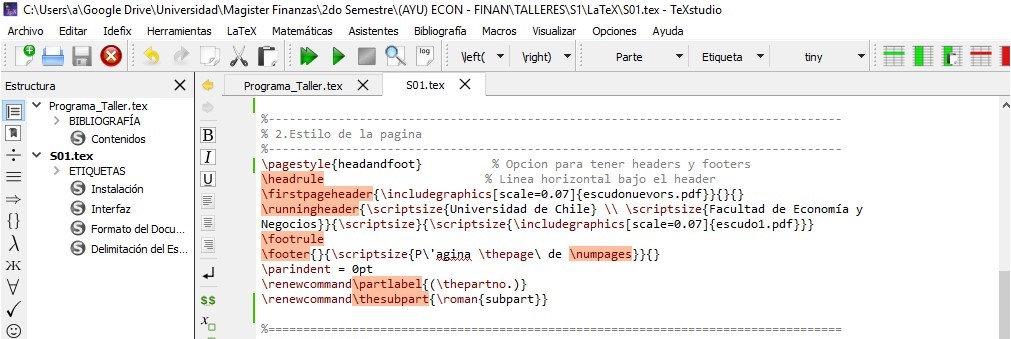 C:\Users\a\Google Drive\Universidad\Magister Finanzas\2do Semestre\(AYU) ECON - FINAN\TALLERES\S1\LaTeX\S01.tex - TeXstudio
Archivo Editar Idefix Herramientas LaTeX Matemáticas Asistentes Bibliografía Macros Visualizar Opciones Ayuda
log \left( \right) Parte Etiqueta tiny
Estructura
Programa_Taller.tex
BIBLIOGRAFÍA
Contenidos
S01.tex
ETIQUETAS
Instalación
Interfaz
Formato del Docu...
Delimitación del Es...
Programa_Taller.tex S01.tex
B
I
U
$$
%------------------------------------------------------------------------------
% 2.Estilo de la pagina
%------------------------------------------------------------------------------
\pagestyle{headandfoot} % Opcion para tener headers y footers
\headrule % Linea horizontal bajo el header
\firstpageheader{\includegraphics[scale=0.07]{escudonuevors.pdf}}{}{}
\runningheader{\scriptsize{Universidad de Chile} \\ \scriptsize{Facultad de Economía y
Negocios}}{\scriptsize}{\scriptsize{\includegraphics[scale=0.07]{escudo1.pdf}}}
\footrule
\footer{}{\scriptsize{P\'agina \thepage\ de \numpages}}{}
\parindent = 0pt
\renewcommand\partlabel{(\thepartno.)}
\renewcommand\thesubpart{\roman{subpart}}
%==============================================================================